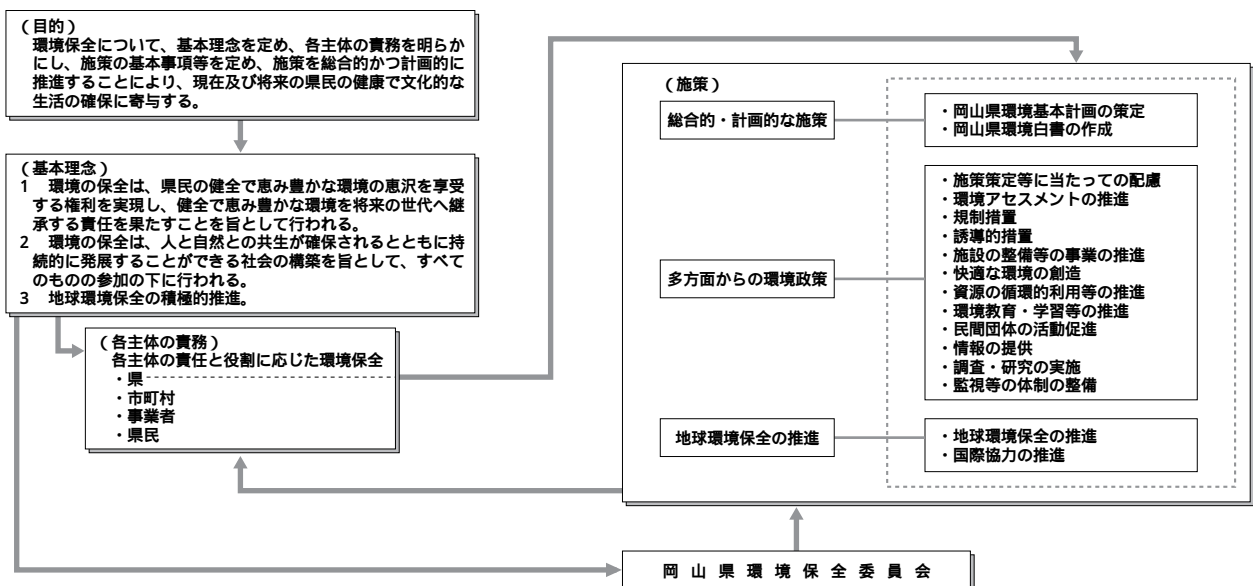 （目的）
環境保全について、基本理念を定め、各主体の責務を明らか
にし、施策の基本事項等を定め、施策を総合的かつ計画的に
推進することにより、現在及び将来の県民の健康で文化的な
生活の確保に寄与する。
（基本理念）
1　環境の保全は、県民の健全で恵み豊かな環境の恵沢を享受
する権利を実現し、健全で恵み豊かな環境を将来の世代へ継
承する責任を果たすことを旨として行われる。
2　環境の保全は、人と自然との共生が確保されるとともに持
続的に発展することができる社会の構築を旨として、すべて
のものの参加の下に行われる。
3　地球環境保全の積極的推進。
（各主体の責務）
各主体の責任と役割に応じた環境保全
・県
・市町村
・事業者
・県民
（施策）
総合的・計画的な施策
・岡山県環境基本計画の策定
・岡山県環境白書の作成
多方面からの環境政策
・施策策定等に当たっての配慮
・環境アセスメントの推進
・規制措置
・誘導的措置
・施設の整備等の事業の推進
・快適な環境の創造
・資源の循環的利用等の推進
・環境教育・学習等の推進
・民間団体の活動促進
・情報の提供
・調査・研究の実施
・監視等の体制の整備
地球環境保全の推進
・地球環境保全の推進
・国際協力の推進
岡山県環境保全委員会